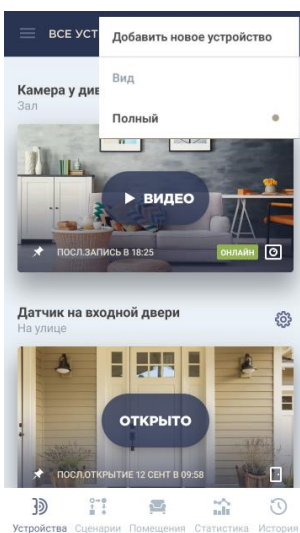 ВСЕ УСТ
Добавить новое устройство
Вид
Полный
Камера у див
Зал
ВИДЕО
ПОСЛ.ЗАПИСЬ В 18:25
ОНЛАЙН
Датчик на входной двери
На улице
ОТКРЫТО
ПОСЛ.ОТКРЫТИЕ 12 СЕНТ В 09:58
Устройства Сценарии Помещения Статистика История